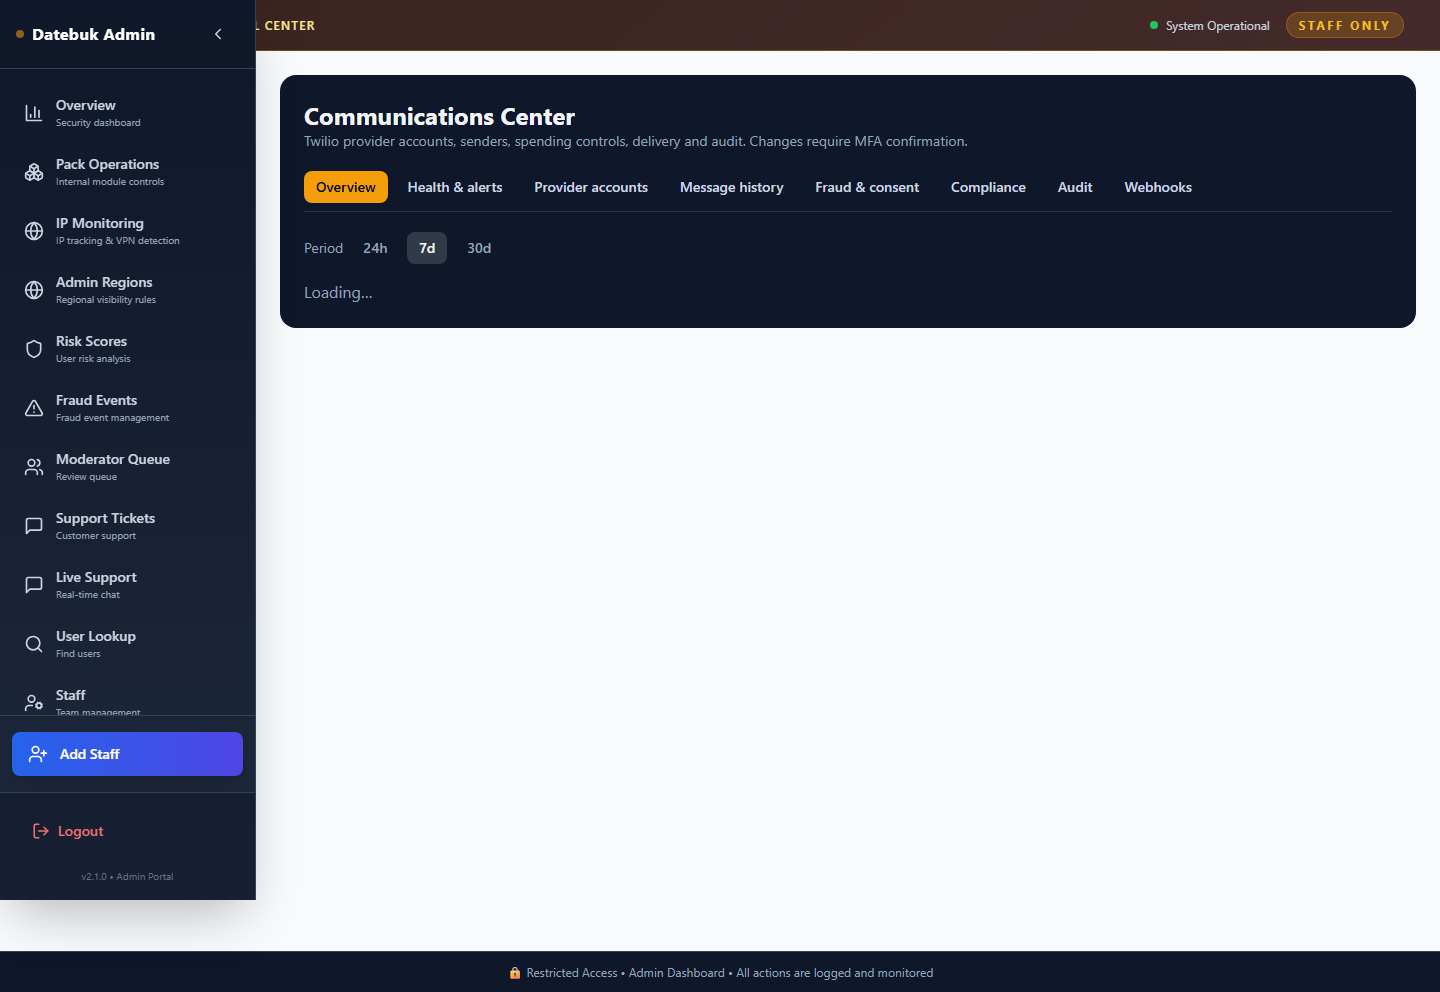 Datebuk Admin
L CENTER
System Operational
STAFF ONLY
Overview
Security dashboard
Pack Operations
Internal module controls
IP Monitoring
IP tracking & VPN detection
Admin Regions
Regional visibility rules
Risk Scores
User risk analysis
Fraud Events
Fraud event management
Moderator Queue
Review queue
Support Tickets
Customer support
Live Support
Real-time chat
User Lookup
Find users
Staff
Team management
Add Staff
Logout
v2.1.0 • Admin Portal
Communications Center
Twilio provider accounts, senders, spending controls, delivery and audit. Changes require MFA confirmation.
Overview Health & alerts Provider accounts Message history Fraud & consent Compliance Audit Webhooks
Period 24h 7d 30d
Loading...
🔒 Restricted Access • Admin Dashboard • All actions are logged and monitored